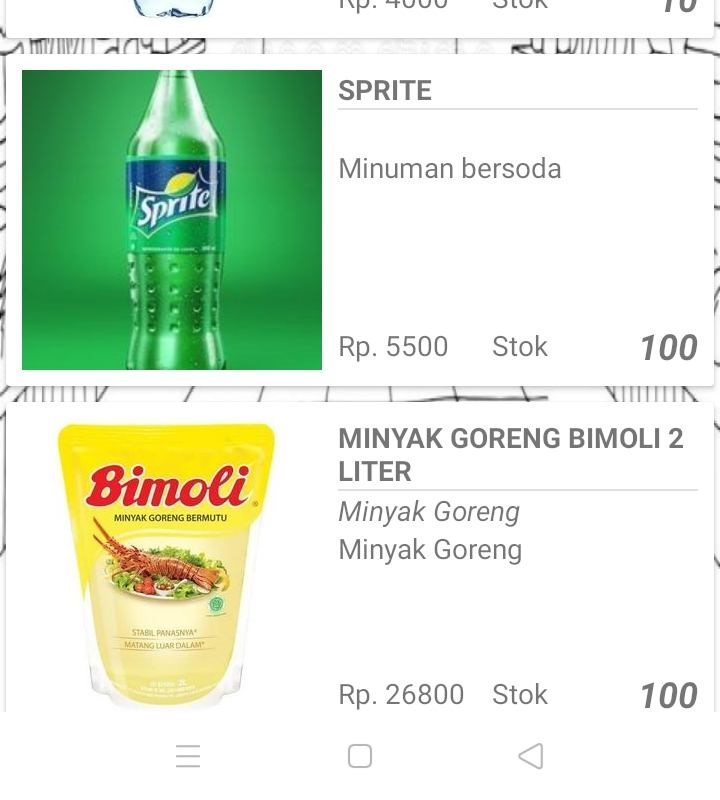 Rp. 4000 Stok 10
SPRITE
Minuman bersoda
Sprite
Rp. 5500 Stok 100
MINYAK GORENG BIMOLI 2
LITER
Minyak Goreng
Minyak Goreng
Bimoli
MINYAK GORENG BERMUTU
STABIL PANASNYA*
MATANG LUAR DALAM*
Rp. 26800 Stok 100